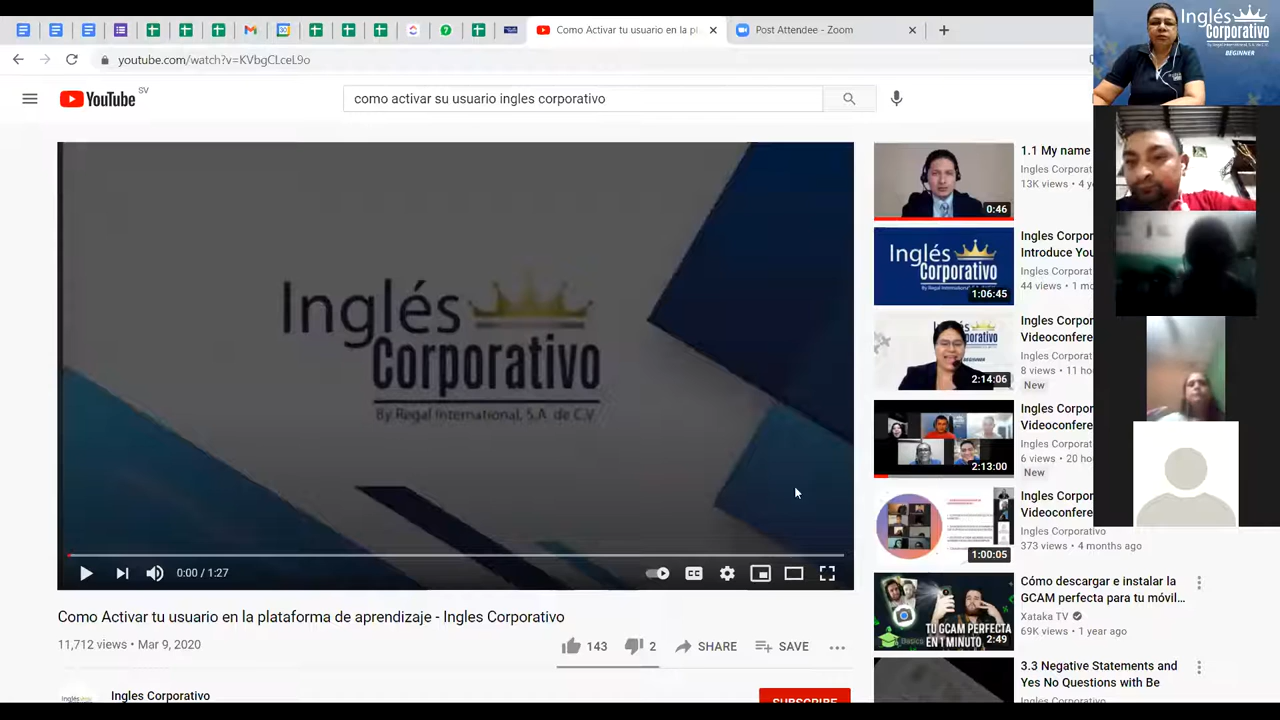 Como Activar tu usuario en la pl
Post Attendee - Zoom
youtube.com/watch?v=KVbgCLceL9o
YouTube SV
como activar su usuario ingles corporativo
Inglés
Corporativo
By Regal International, S.A. de C.V.
0:00 / 1:27
CC
Como Activar tu usuario en la plataforma de aprendizaje - Ingles Corporativo
11,712 views • Mar 9, 2020
143
2
SHARE
SAVE
Ingles Corporativo
SUBSCRIBE
0:46
1.1 My name
Ingles Corporat
13K views • 4 y
Inglés
Corporativo
1:06:45
Ingles Corpor
Introduce You
Ingles Corporat
44 views • 1 mo
BEGINNER
2:14:06
Ingles Corpor
Videoconfere
Ingles Corporat
8 views • 11 ho
New
2:13:00
Ingles Corpor
Videoconfere
Ingles Corporat
6 views • 20 ho
New
1:00:05
Ingles Corpor
Videoconfere
Ingles Corporativo
373 views • 4 months ago
TU GCAM PERFECTA
EN 1 MINUTO
Basics
2:49
Cómo descargar e instalar la
GCAM perfecta para tu móvil...
Xataka TV
69K views • 1 year ago
3.3 Negative Statements and
Yes No Questions with Be
Ingles Corporativo
Inglés
Corporativo
BEGINNER